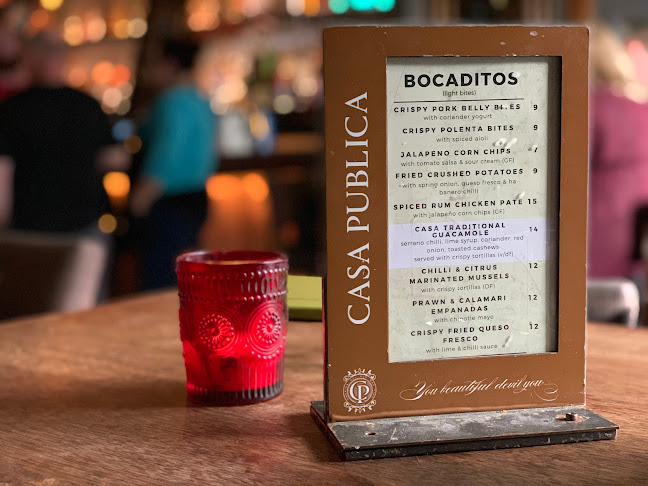 CASA PUBLICA
BOCADITOS
(light bites)
CRISPY PORK BELLY BITES 9
with coriander yogurt
CRISPY POLENTA BITES 9
with spiced aioli
JALAPENO CORN CHIPS 7
with tomato salsa & sour cream (GF)
FRIED CRUSHED POTATOES 9
with spring onion, queso fresco & ha
banero chilli
SPICED RUM CHICKEN PATE 15
with jalapeño corn chips (GF)
CASA TRADITIONAL 14
GUACAMOLE
serrano chilli, lime syrup, coriander, red
onion, toasted cashews
served with crispy tortillas (v/df)
CHILLI & CITRUS 12
MARINATED MUSSELS
with crispy tortillas (DF)
PRAWN & CALAMARI 12
EMPANADAS
with chipotle mayo
CRISPY FRIED QUESO 12
FRESCO
with lime & chilli sauce
CP
You beautiful devil you